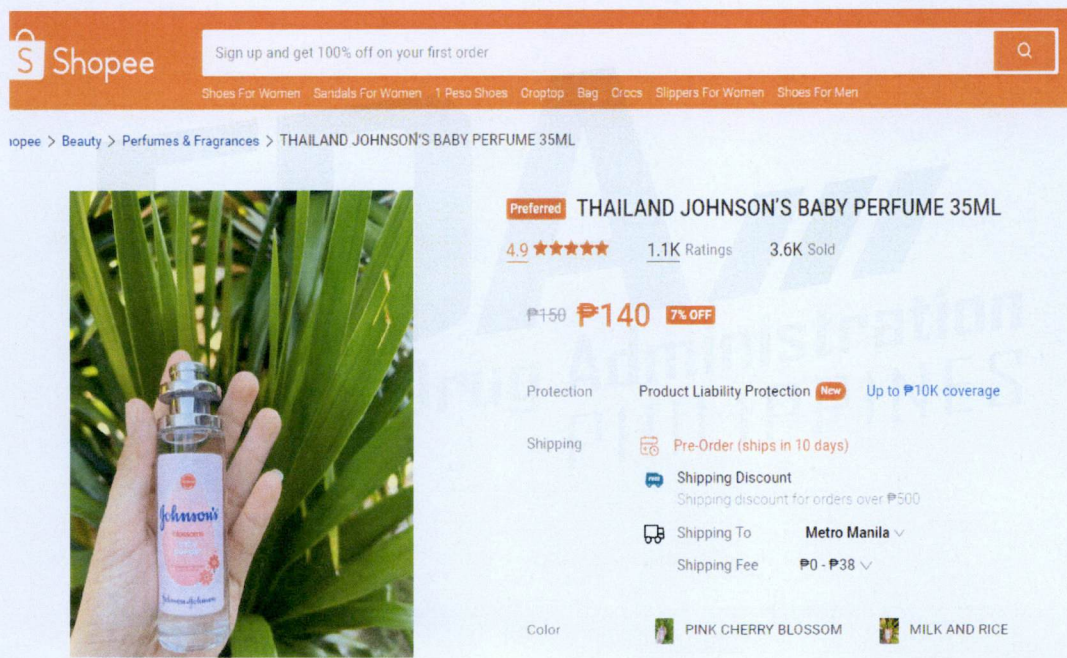 Shopee
Sign up and get 100% off on your first order
Shoes For Women Sandals For Women 1 Peso Shoes Croptop Bag Crocs Slippers For Women Shoes For Men
opee > Beauty > Perfumes & Fragrances > THAILAND JOHNSON'S BABY PERFUME 35ML
Preferred THAILAND JOHNSON'S BABY PERFUME 35ML
4.9 1.1K Ratings 3.6K Sold
₱150 ₱140 7% OFF
Protection Product Liability Protection New Up to ₱10K coverage
Shipping Pre-Order (ships in 10 days)
FREE Shipping Discount
Shipping discount for orders over ₱500
Shipping To Metro Manila
Shipping Fee ₱0 - ₱38
Color PINK CHERRY BLOSSOM MILK AND RICE
Johnson's
Johnson & Johnson
FDA
Administration
PHILIPPINES